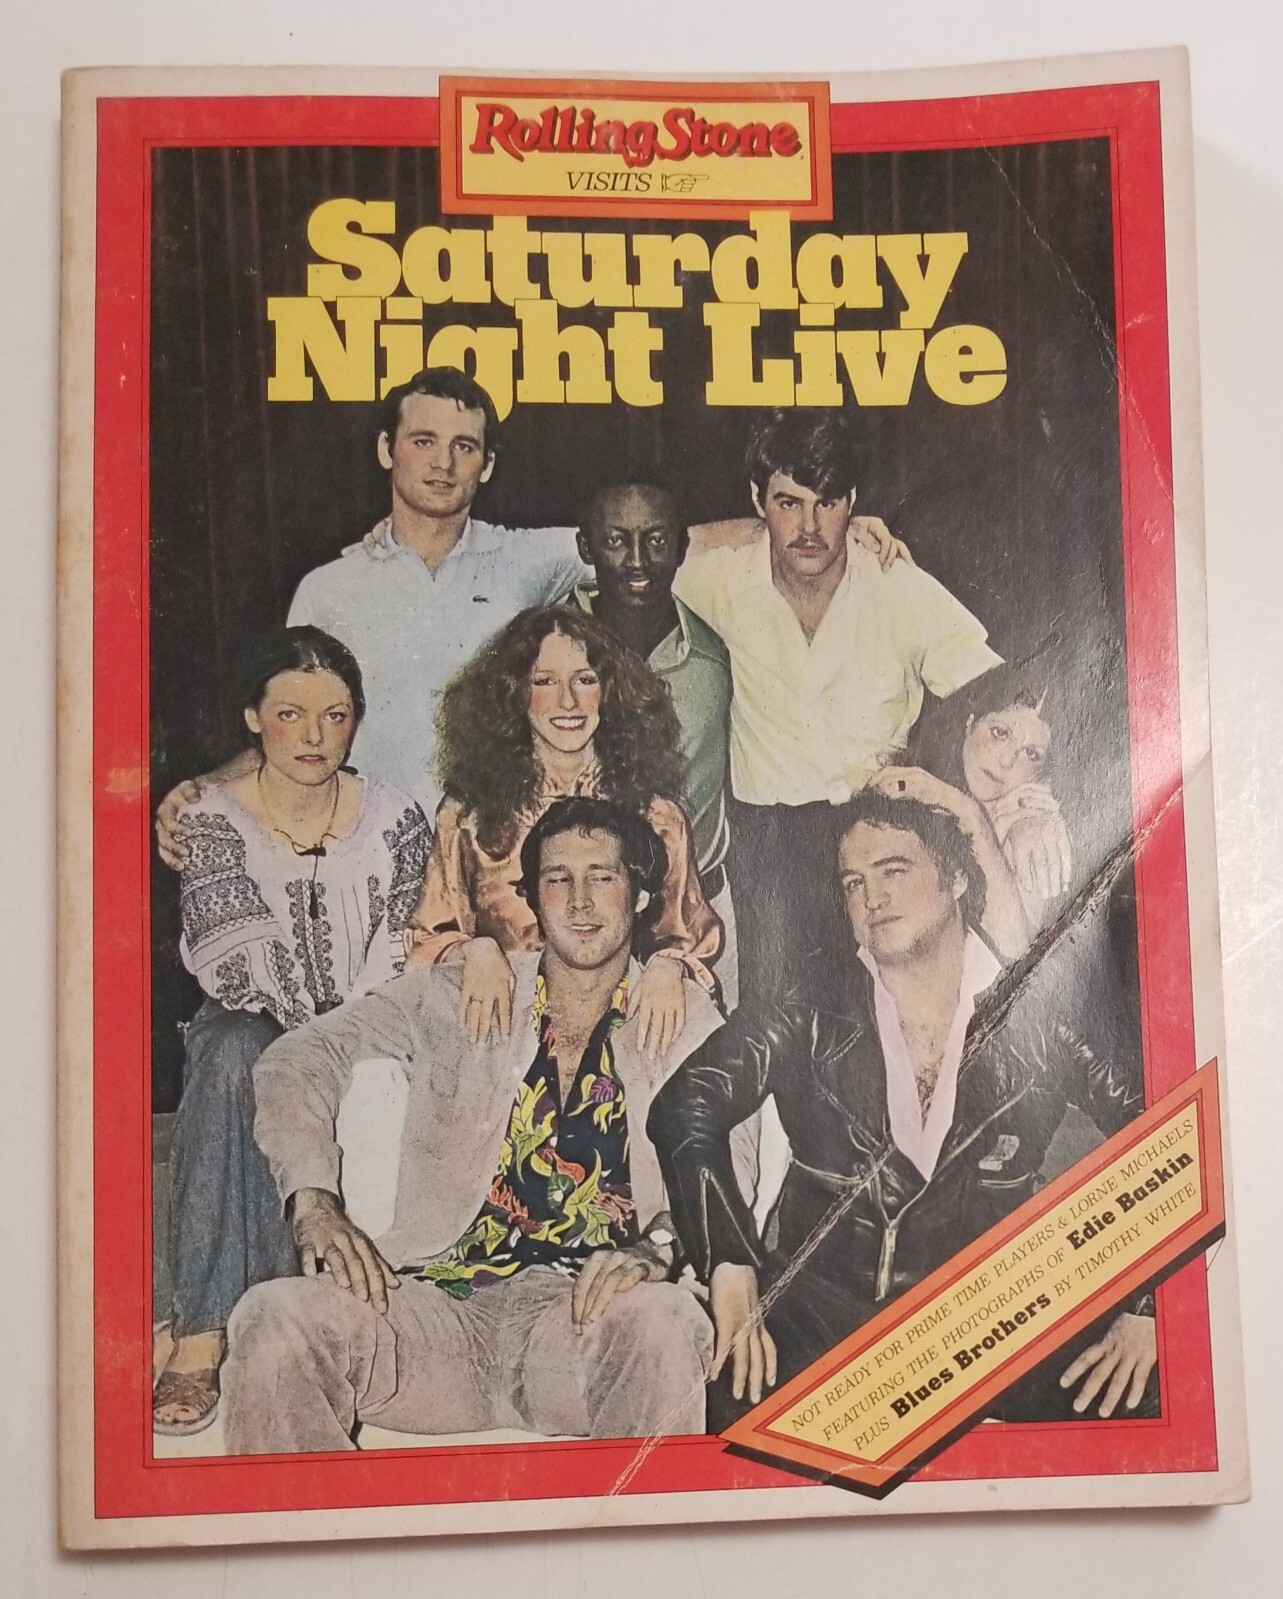 Rolling Stone
VISITS
Saturday
Night Live
NOT READY FOR PRIME TIME PLAYERS & LORNE MICHAELS
FEATURING THE PHOTOGRAPHS OF Edie Baskin
PLUS Blues Brothers BY TIMOTHY WHITE